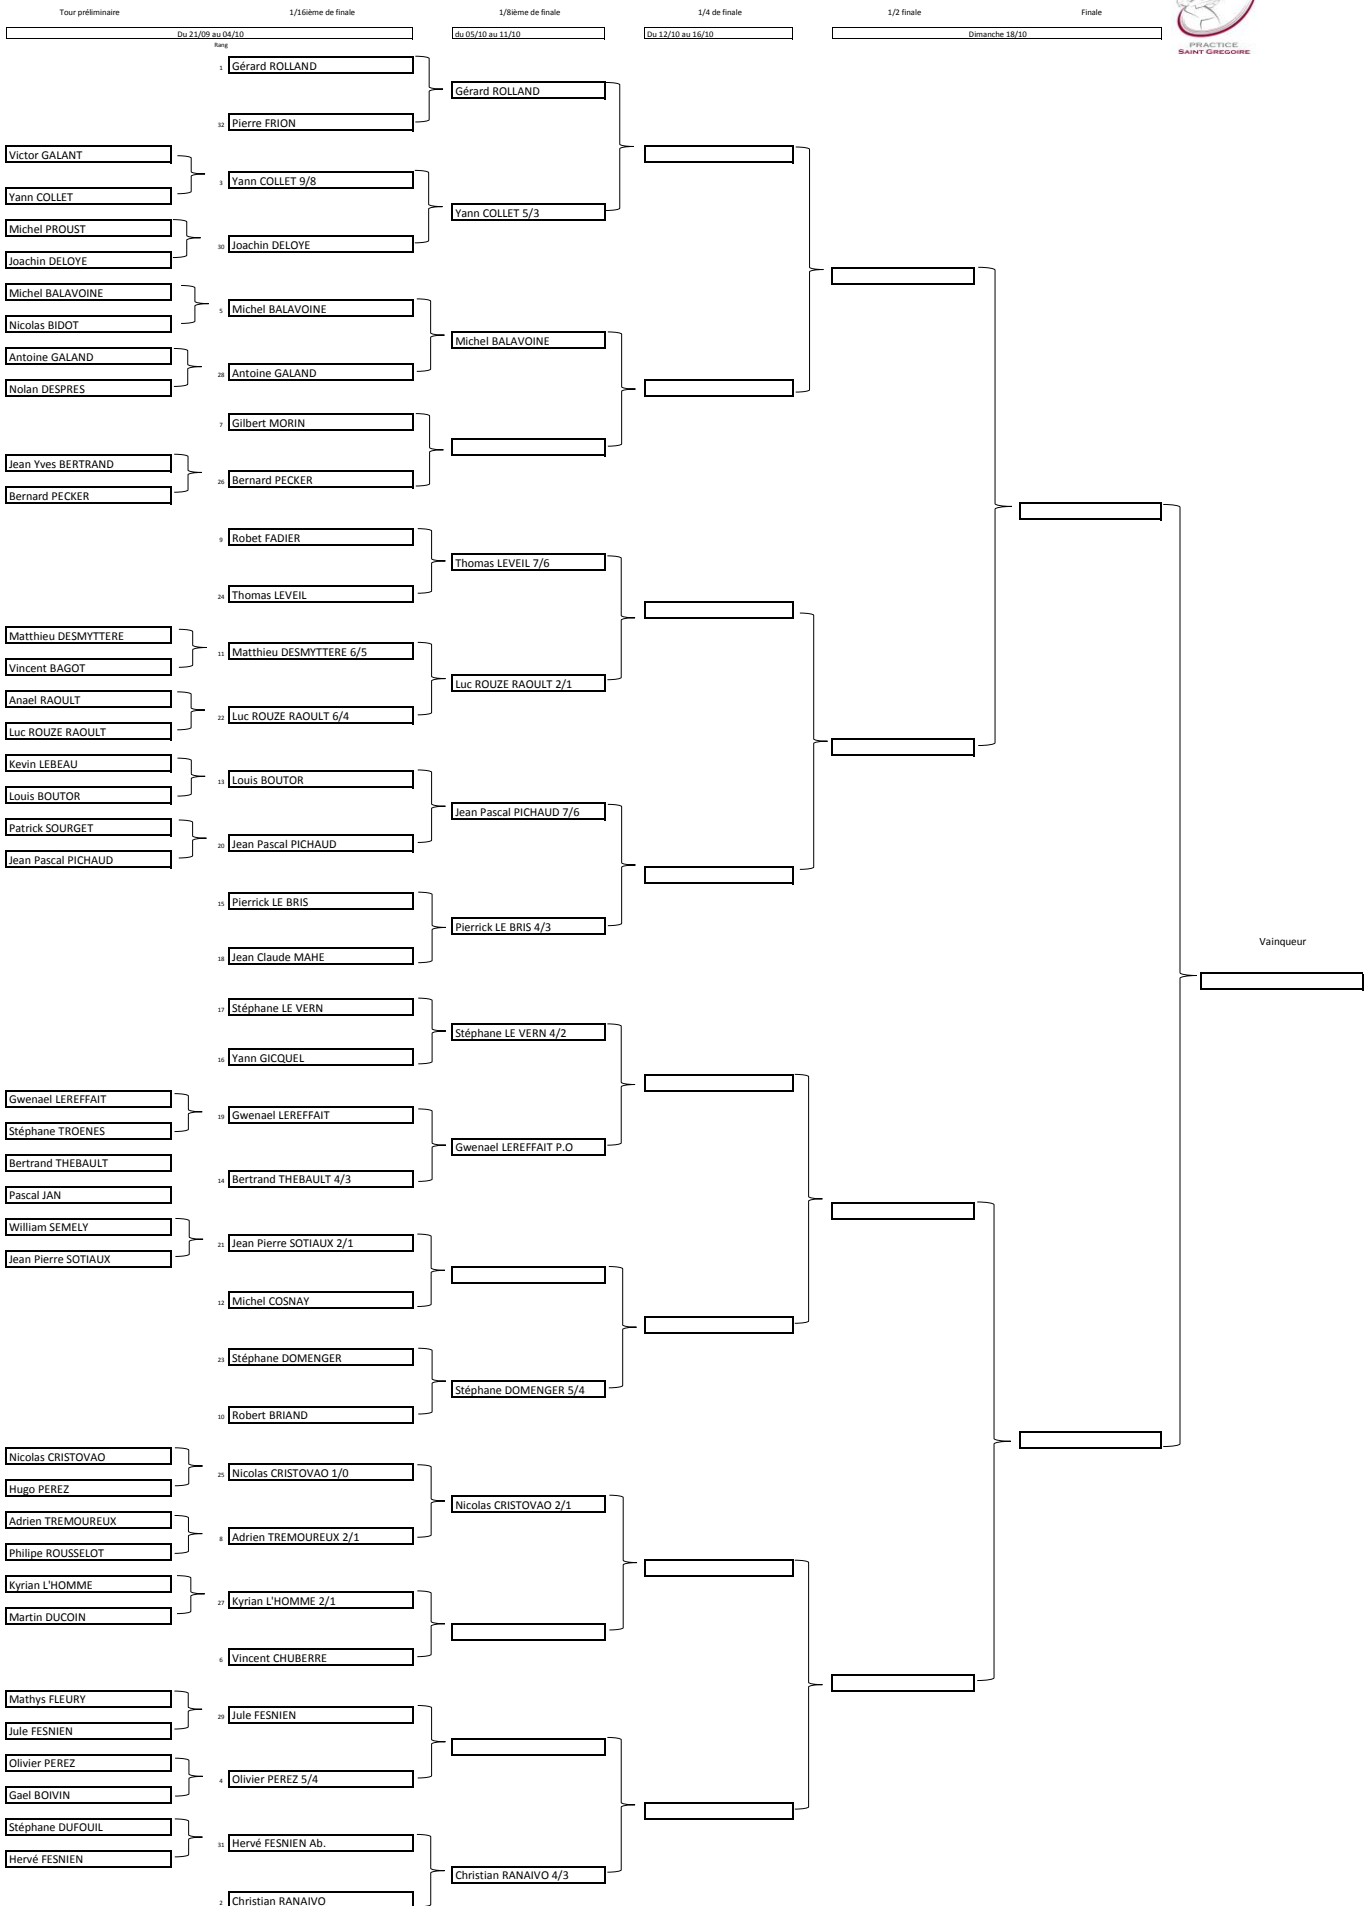 Tour préliminaire
1/16ième de finale
1/8ième de finale
1/4 de finale
1/2 finale
Finale
Du 21/09 au 04/10
du 05/10 au 11/10
Du 12/10 au 16/10
Dimanche 18/10
PRACTICE
SAINT GREGOIRE
Rang
1 Gérard ROLLAND
Gérard ROLLAND
32 Pierre FRION
Victor GALANT
3 Yann COLLET 9/8
Yann COLLET
Yann COLLET 5/3
Michel PROUST
30 Joachin DELOYE
Joachin DELOYE
Michel BALAVOINE
5 Michel BALAVOINE
Nicolas BIDOT
Michel BALAVOINE
Antoine GALAND
28 Antoine GALAND
Nolan DESPRES
7 Gilbert MORIN
Jean Yves BERTRAND
26 Bernard PECKER
Bernard PECKER
9 Robet FADIER
Thomas LEVEIL 7/6
24 Thomas LEVEIL
Matthieu DESMYTTERE
11 Matthieu DESMYTTERE 6/5
Vincent BAGOT
Luc ROUZE RAOULT 2/1
Anael RAOULT
22 Luc ROUZE RAOULT 6/4
Luc ROUZE RAOULT
Kevin LEBEAU
13 Louis BOUTOR
Louis BOUTOR
Jean Pascal PICHAUD 7/6
Patrick SOURGET
20 Jean Pascal PICHAUD
Jean Pascal PICHAUD
15 Pierrick LE BRIS
Pierrick LE BRIS 4/3
Vainqueur
18 Jean Claude MAHE
17 Stéphane LE VERN
Stéphane LE VERN 4/2
16 Yann GICQUEL
Gwenael LEREFFAIT
19 Gwenael LEREFFAIT
Stéphane TROENES
Gwenael LEREFFAIT P.O
Bertrand THEBAULT
14 Bertrand THEBAULT 4/3
Pascal JAN
William SEMELY
21 Jean Pierre SOTIAUX 2/1
Jean Pierre SOTIAUX
12 Michel COSNAY
23 Stéphane DOMENGER
Stéphane DOMENGER 5/4
10 Robert BRIAND
Nicolas CRISTOVAO
25 Nicolas CRISTOVAO 1/0
Hugo PEREZ
Nicolas CRISTOVAO 2/1
Adrien TREMOUREUX
8 Adrien TREMOUREUX 2/1
Philipe ROUSSELOT
Kyrian L'HOMME
27 Kyrian L'HOMME 2/1
Martin DUCOIN
6 Vincent CHUBERRE
Mathys FLEURY
29 Jule FESNIEN
Jule FESNIEN
Olivier PEREZ
4 Olivier PEREZ 5/4
Gael BOIVIN
Stéphane DUFOUIL
31 Hervé FESNIEN Ab.
Hervé FESNIEN
Christian RANAIVO 4/3
2 Christian RANAIVO